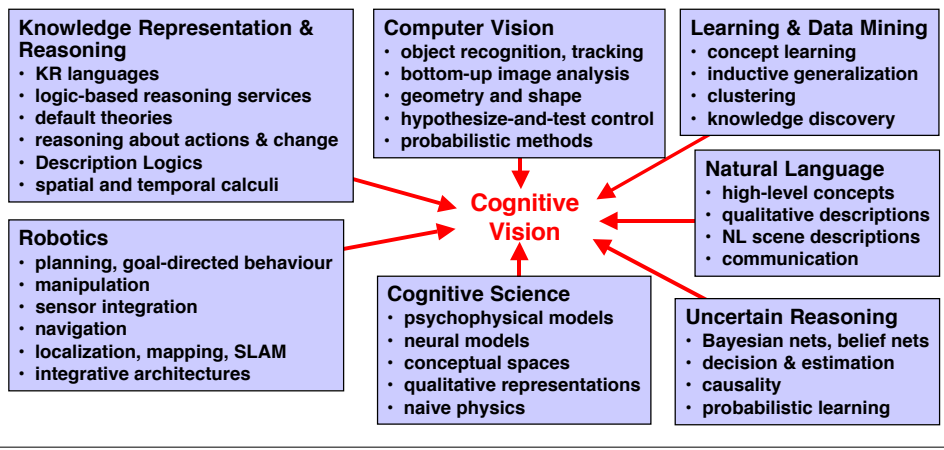 Knowledge Representation &
Reasoning
· KR languages
· logic-based reasoning services
· default theories
· reasoning about actions & change
· Description Logics
· spatial and temporal calculi
Computer Vision
· object recognition, tracking
· bottom-up image analysis
· geometry and shape
· hypothesize-and-test control
· probabilistic methods
Learning & Data Mining
· concept learning
· inductive generalization
· clustering
· knowledge discovery
Cognitive
Vision
Natural Language
· high-level concepts
· qualitative descriptions
· NL scene descriptions
· communication
Robotics
· planning, goal-directed behaviour
· manipulation
· sensor integration
· navigation
· localization, mapping, SLAM
· integrative architectures
Cognitive Science
· psychophysical models
· neural models
· conceptual spaces
· qualitative representations
· naive physics
Uncertain Reasoning
· Bayesian nets, belief nets
· decision & estimation
· causality
· probabilistic learning